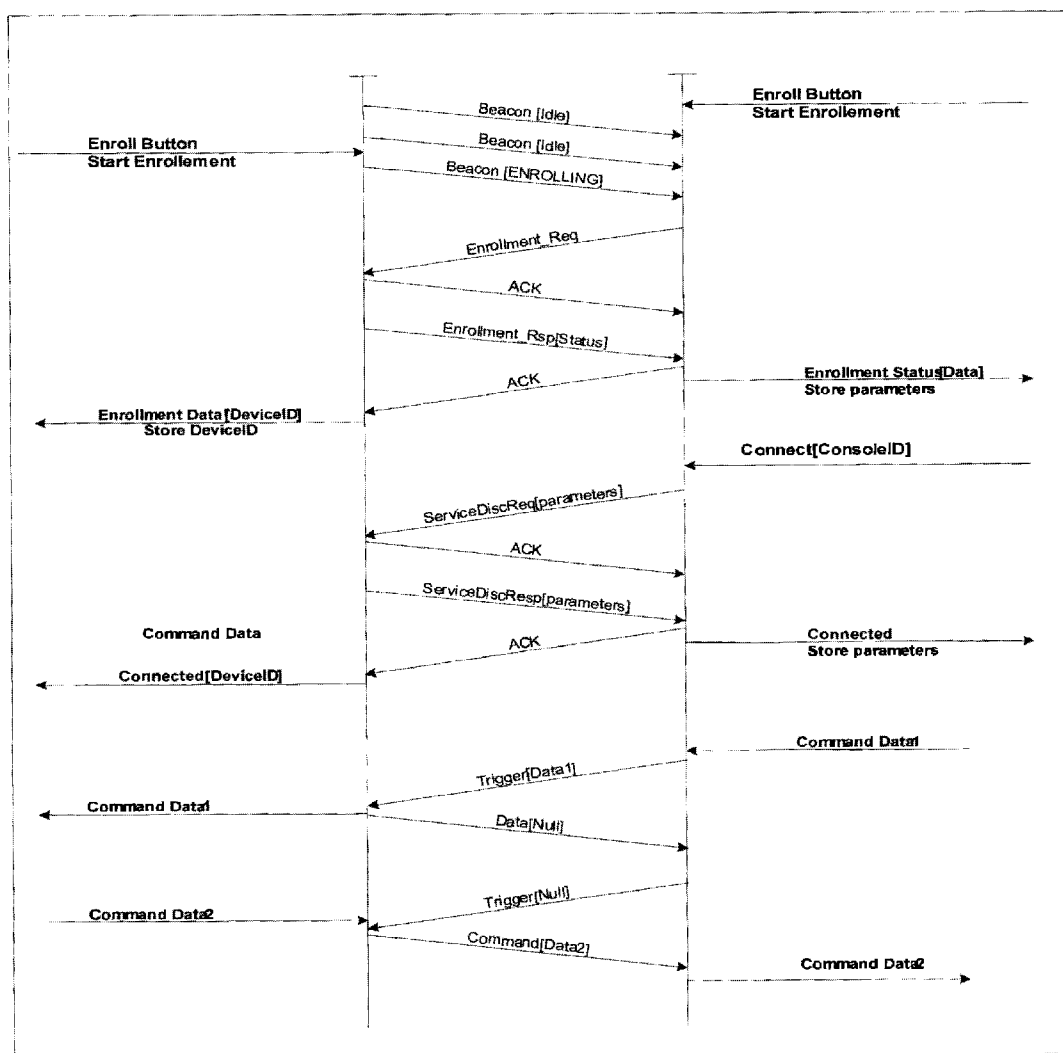 Enroll Button
Start Enrollement
Beacon [Idle]
Beacon [Idle]
Enroll Button
Start Enrollement
Beacon [ENROLLING]
Enrollment_Req
ACK
Enrollment_Rsp[Status]
Enrollment Status[Data]
Store parameters
ACK
Enrollment Data[DeviceID]
Store DeviceID
Connect[ConsoleID]
ServiceDiscReq[parameters]
ACK
ServiceDiscResp[parameters]
Command Data
Connected
Store parameters
ACK
Connected[DeviceID]
Command Data1
Trigger[Data1]
Command Data1
Data[Null]
Trigger[Null]
Command Data2
Command[Data2]
Command Data2